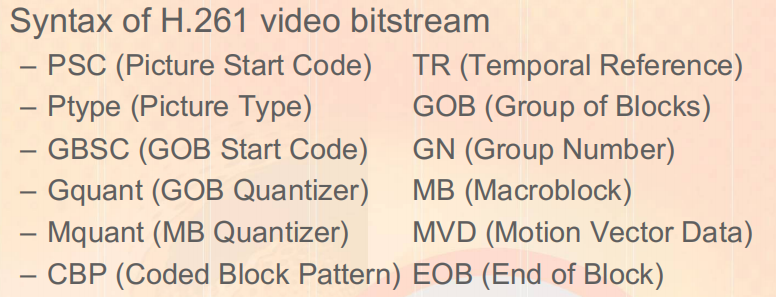 Syntax of H.261 video bitstream
– PSC (Picture Start Code) TR (Temporal Reference)
– Ptype (Picture Type) GOB (Group of Blocks)
– GBSC (GOB Start Code) GN (Group Number)
– Gquant (GOB Quantizer) MB (Macroblock)
– Mquant (MB Quantizer) MVD (Motion Vector Data)
– CBP (Coded Block Pattern) EOB (End of Block)